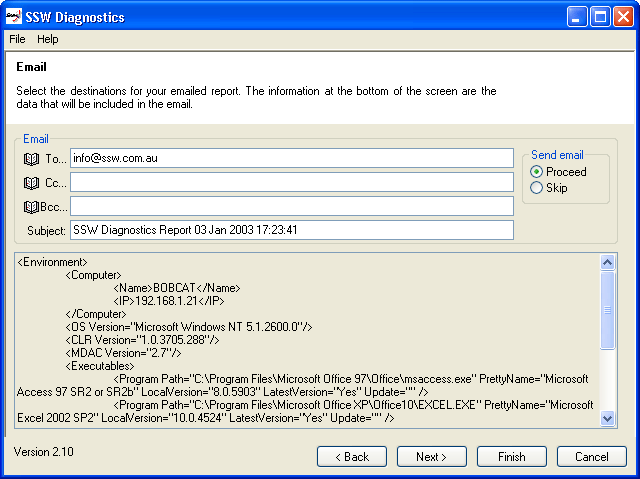 SSW Diagnostics
File Help
Email
Select the destinations for your emailed report. The information at the bottom of the screen are the
data that will be included in the email.
Email
To... info@ssw.com.au
Cc...
Bcc...
Subject: SSW Diagnostics Report 03 Jan 2003 17:23:41
Send email
Proceed
Skip
<Environment>
<Computer>
<Name>BOBCAT</Name>
<IP>192.168.1.21</IP>
</Computer>
<OS Version="Microsoft Windows NT 5.1.2600.0"/>
<CLR Version="1.0.3705.288"/>
<MDAC Version="2.7"/>
<Executables>
<Program Path="C:\Program Files\Microsoft Office 97\Office\msaccess.exe" PrettyName="Microsoft
Access 97 SR2 or SR2b" LocalVersion="8.0.5903" LatestVersion="Yes" Update="" />
<Program Path="C:\Program Files\Microsoft Office XP\Office10\EXCEL.EXE" PrettyName="Microsoft
Excel 2002 SP2" LocalVersion="10.0.4524" LatestVersion="Yes" Update="" />
Version 2.10
< Back Next > Finish Cancel